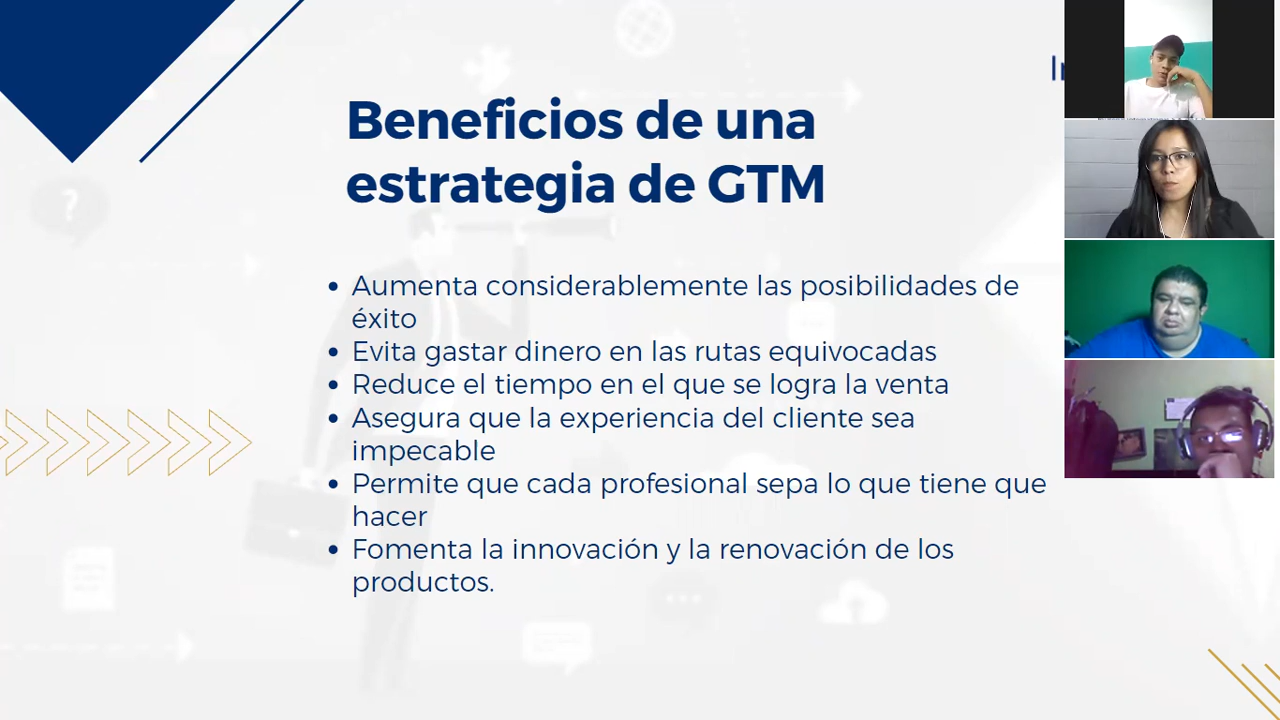 Beneficios de una
estrategia de GTM
• Aumenta considerablemente las posibilidades de
éxito
• Evita gastar dinero en las rutas equivocadas
• Reduce el tiempo en el que se logra la venta
• Asegura que la experiencia del cliente sea
impecable
• Permite que cada profesional sepa lo que tiene que
hacer
• Fomenta la innovación y la renovación de los
productos.